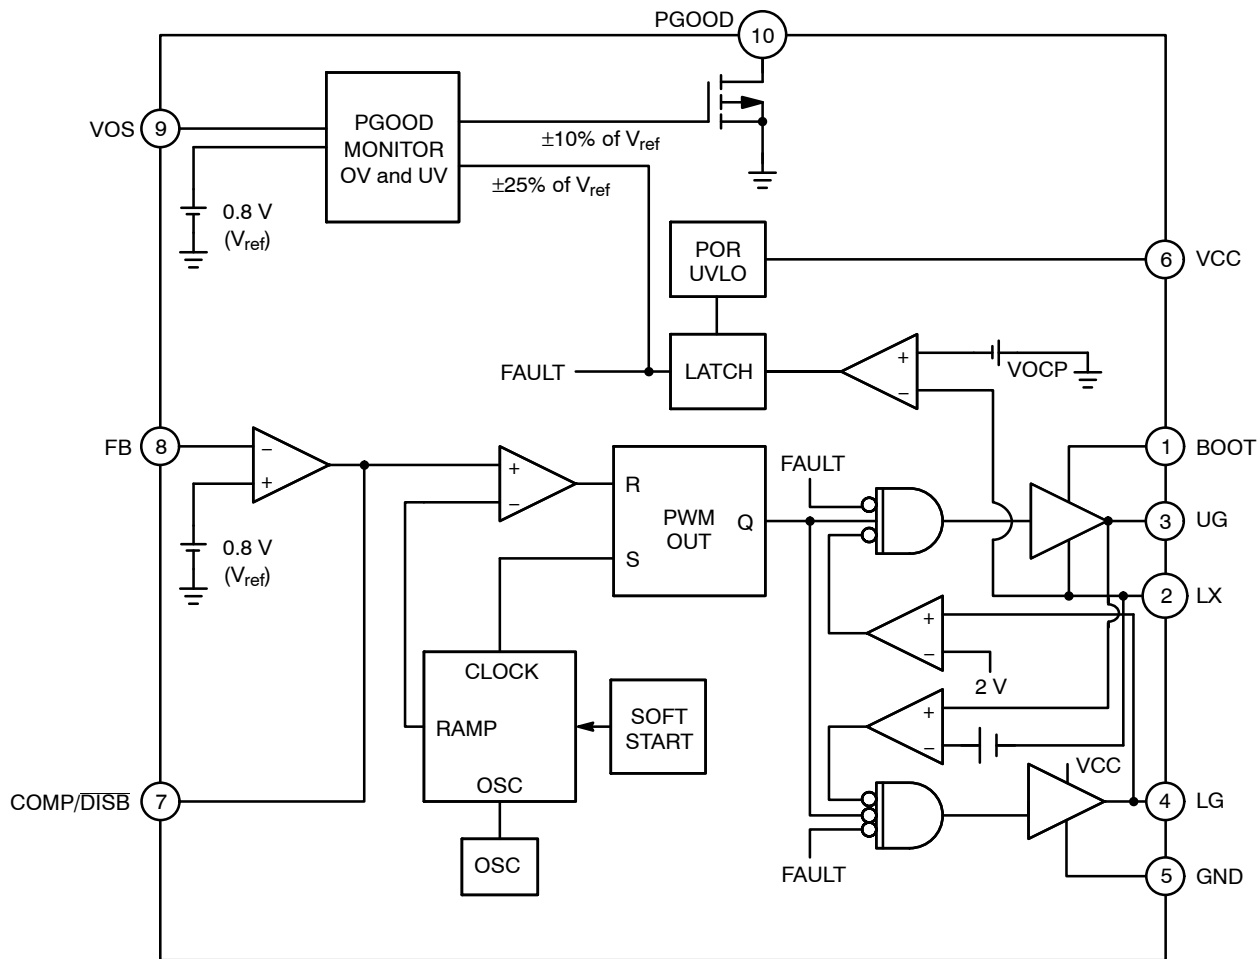 PGOOD
10
VOS
9
PGOOD
MONITOR
OV and UV
±10% of Vref
±25% of Vref
0.8 V
(Vref)
POR
UVLO
6
VCC
FAULT
LATCH
+
−
VOCP
FB
8
−
+
0.8 V
(Vref)
+
−
R
S
PWM
OUT
Q
FAULT
1
BOOT
3
UG
2
LX
+
−
2 V
CLOCK
RAMP
OSC
SOFT
START
+
−
VCC
COMP/DISB
7
4
LG
OSC
FAULT
5
GND